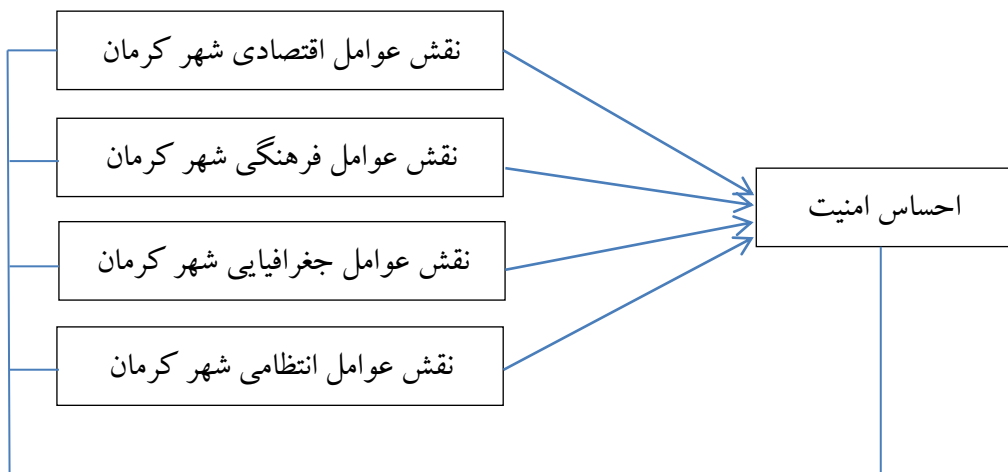 نقش عوامل اقتصادی شهر کرمان
نقش عوامل فرهنگی شهر کرمان
نقش عوامل جغرافیایی شهر کرمان
نقش عوامل انتظامی شهر کرمان
احساس امنیت